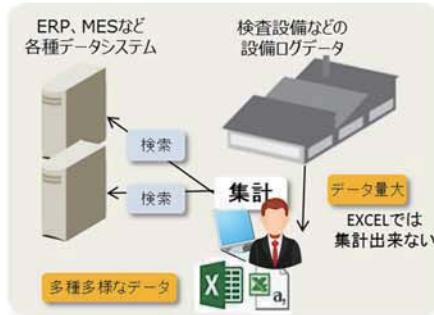 ERP、MESなど
各種データシステム
検査設備などの
設備ログデータ
検索
検索
集計
データ量大
EXCELでは
集計出来ない
多種多様なデータ
X
X
a,